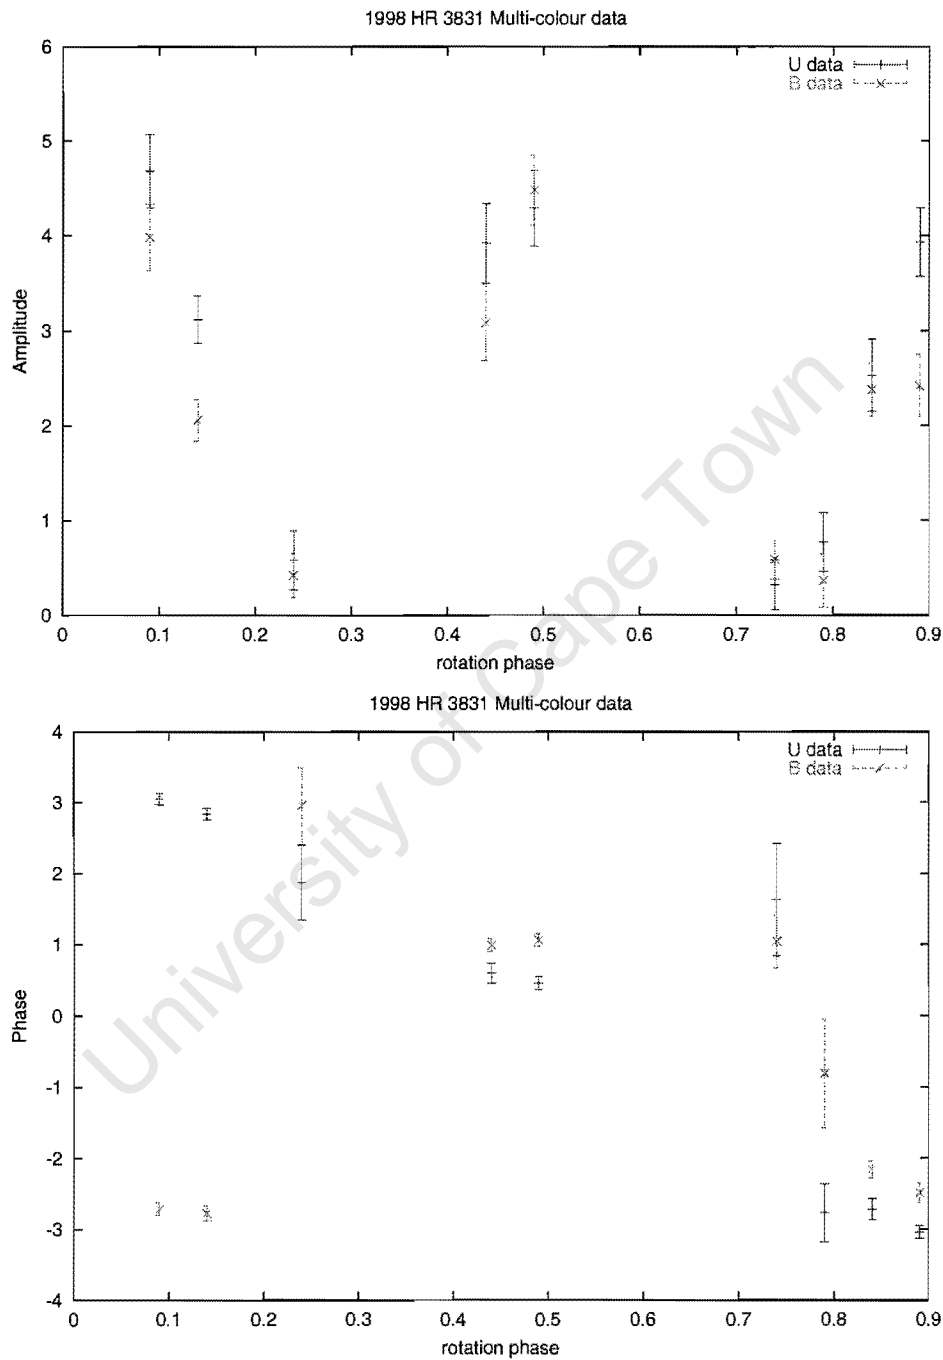 1998 HR 3831 Multi-colour data
6
5
4
3
2
1
0
Amplitude
U data
B data
0 0.1 0.2 0.3 0.4 0.5 0.6 0.7 0.8 0.9
rotation phase
1998 HR 3831 Multi-colour data
4
3
2
1
0
-1
-2
-3
-4
Phase
U data
B data
0 0.1 0.2 0.3 0.4 0.5 0.6 0.7 0.8 0.9
rotation phase
University of Cape Town